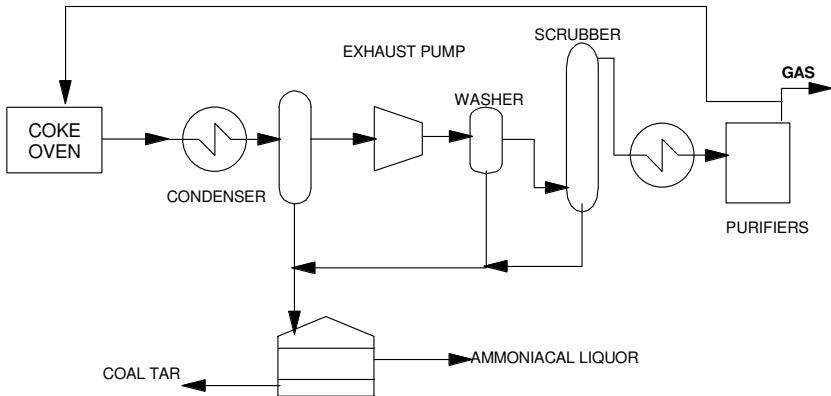 SCRUBBER
EXHAUST PUMP
GAS
WASHER
COKE
OVEN
CONDENSER
PURIFIERS
AMMONIACAL LIQUOR
COAL TAR